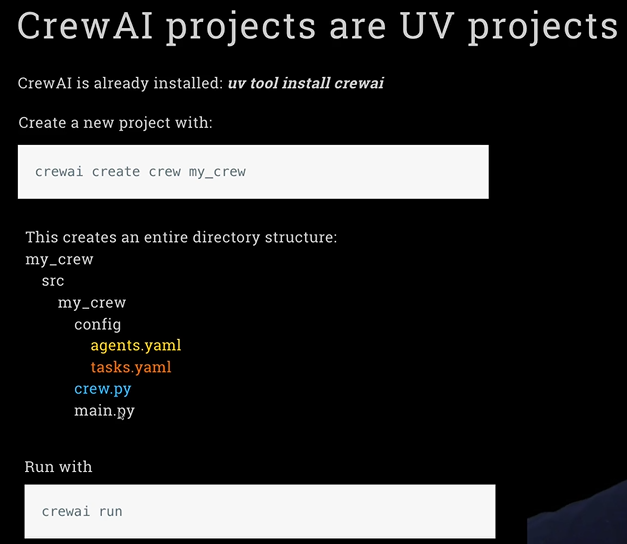 CrewAI projects are UV projects
CrewAI is already installed: uv tool install crewai
Create a new project with:
crewai create crew my_crew
This creates an entire directory structure:
my_crew
src
my_crew
config
agents.yaml
tasks.yaml
crew.py
main.py
Run with
crewai run